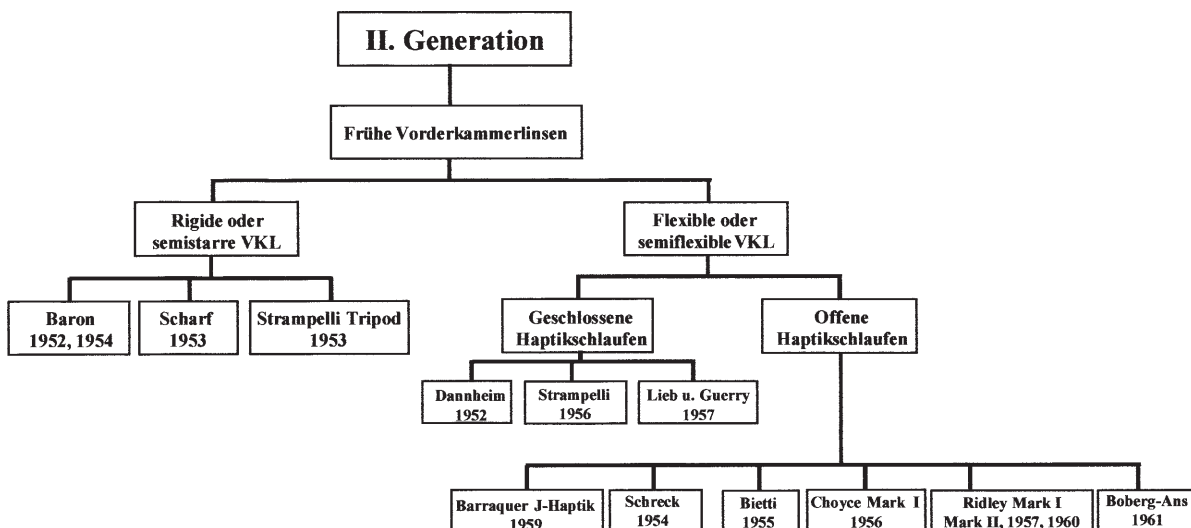 II. Generation
Frühe Vorderkammerlinsen
Rigide oder
semistarre VKL
Flexible oder
semiflexible VKL
Baron
1952, 1954
Scharf
1953
Strampelli Tripod
1953
Geschlossene
Haptikschlaufen
Offene
Haptikschlaufen
Dannheim
1952
Strampelli
1956
Lieb u. Guerry
1957
Barraquer J-Haptik
1959
Schreck
1954
Bietti
1955
Choyce Mark I
1956
Ridley Mark I
Mark II, 1957, 1960
Boberg-Ans
1961